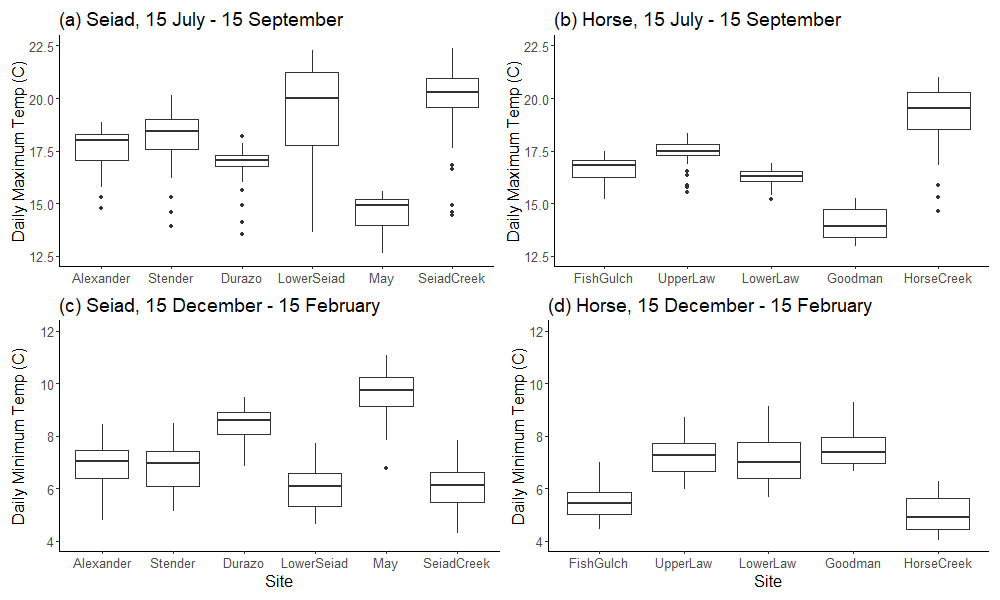 (a) Seiad, 15 July - 15 September
Daily Maximum Temp (C)
22.5
20.0
17.5
15.0
12.5
Alexander Stender Durazo LowerSeiad May SeiadCreek
(b) Horse, 15 July - 15 September
Daily Maximum Temp (C)
22.5
20.0
17.5
15.0
12.5
FishGulch UpperLaw LowerLaw Goodman HorseCreek
(c) Seiad, 15 December - 15 February
Daily Minimum Temp (C)
12
10
8
6
4
Alexander Stender Durazo LowerSeiad May SeiadCreek
Site
(d) Horse, 15 December - 15 February
Daily Minimum Temp (C)
12
10
8
6
4
FishGulch UpperLaw LowerLaw Goodman HorseCreek
Site